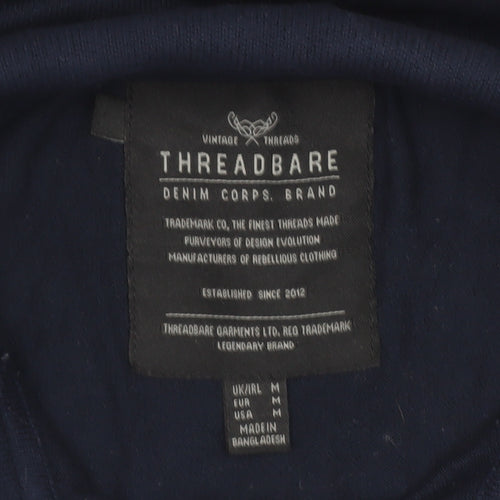 VINTAGE THREADS
THREADBARE
DENIM CORPS. BRAND
TRADEMARK CO, THE FINEST THREADS MADE
PURVEYORS OF DESIGN EVOLUTION
MANUFACTURERS OF REBELLIOUS CLOTHING
ESTABLISHED SINCE 2012
THREADBARE GARMENTS LTD. REG TRADEMARK
LEGENDARY BRAND
UK/IRL M
EUR M
USA M
MADE IN
BANGLADESH